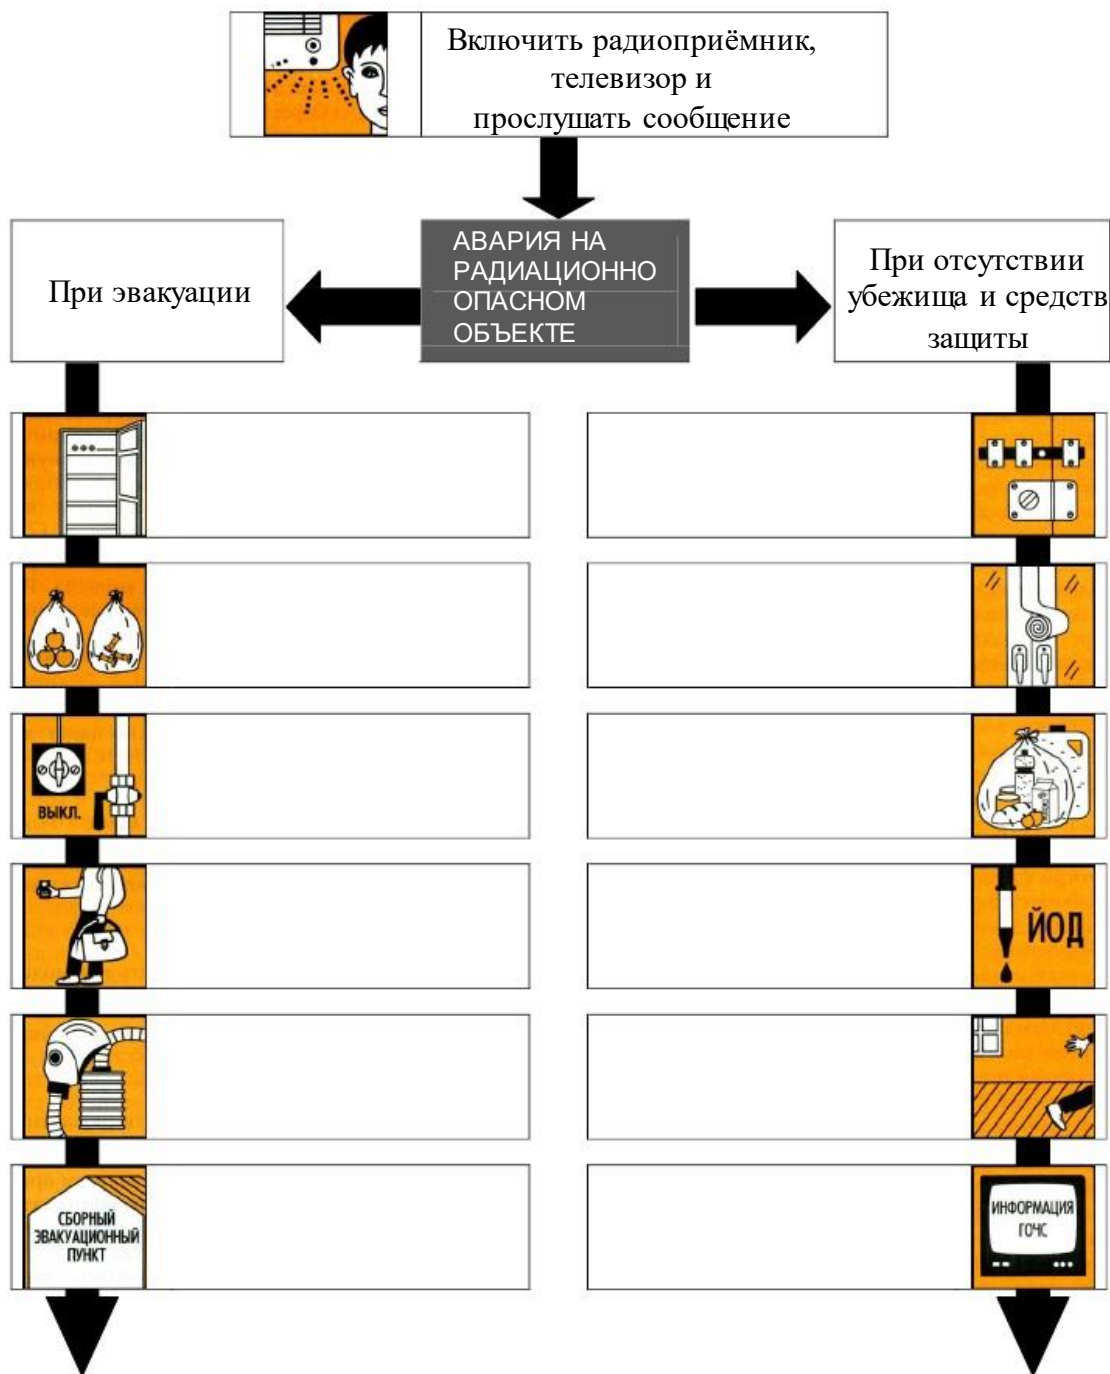 Включить радиоприёмник,
телевизор и
прослушать сообщение
При эвакуации
АВАРИЯ НА
РАДИАЦИОННО
ОПАСНОМ
ОБЪЕКТЕ
При отсутствии
убежища и средств
защиты
ВЫКЛ.
ЙОД
СБОРНЫЙ
ЭВАКУАЦИОННЫЙ
ПУНКТ
ИНФОРМАЦИЯ
ГОЧС